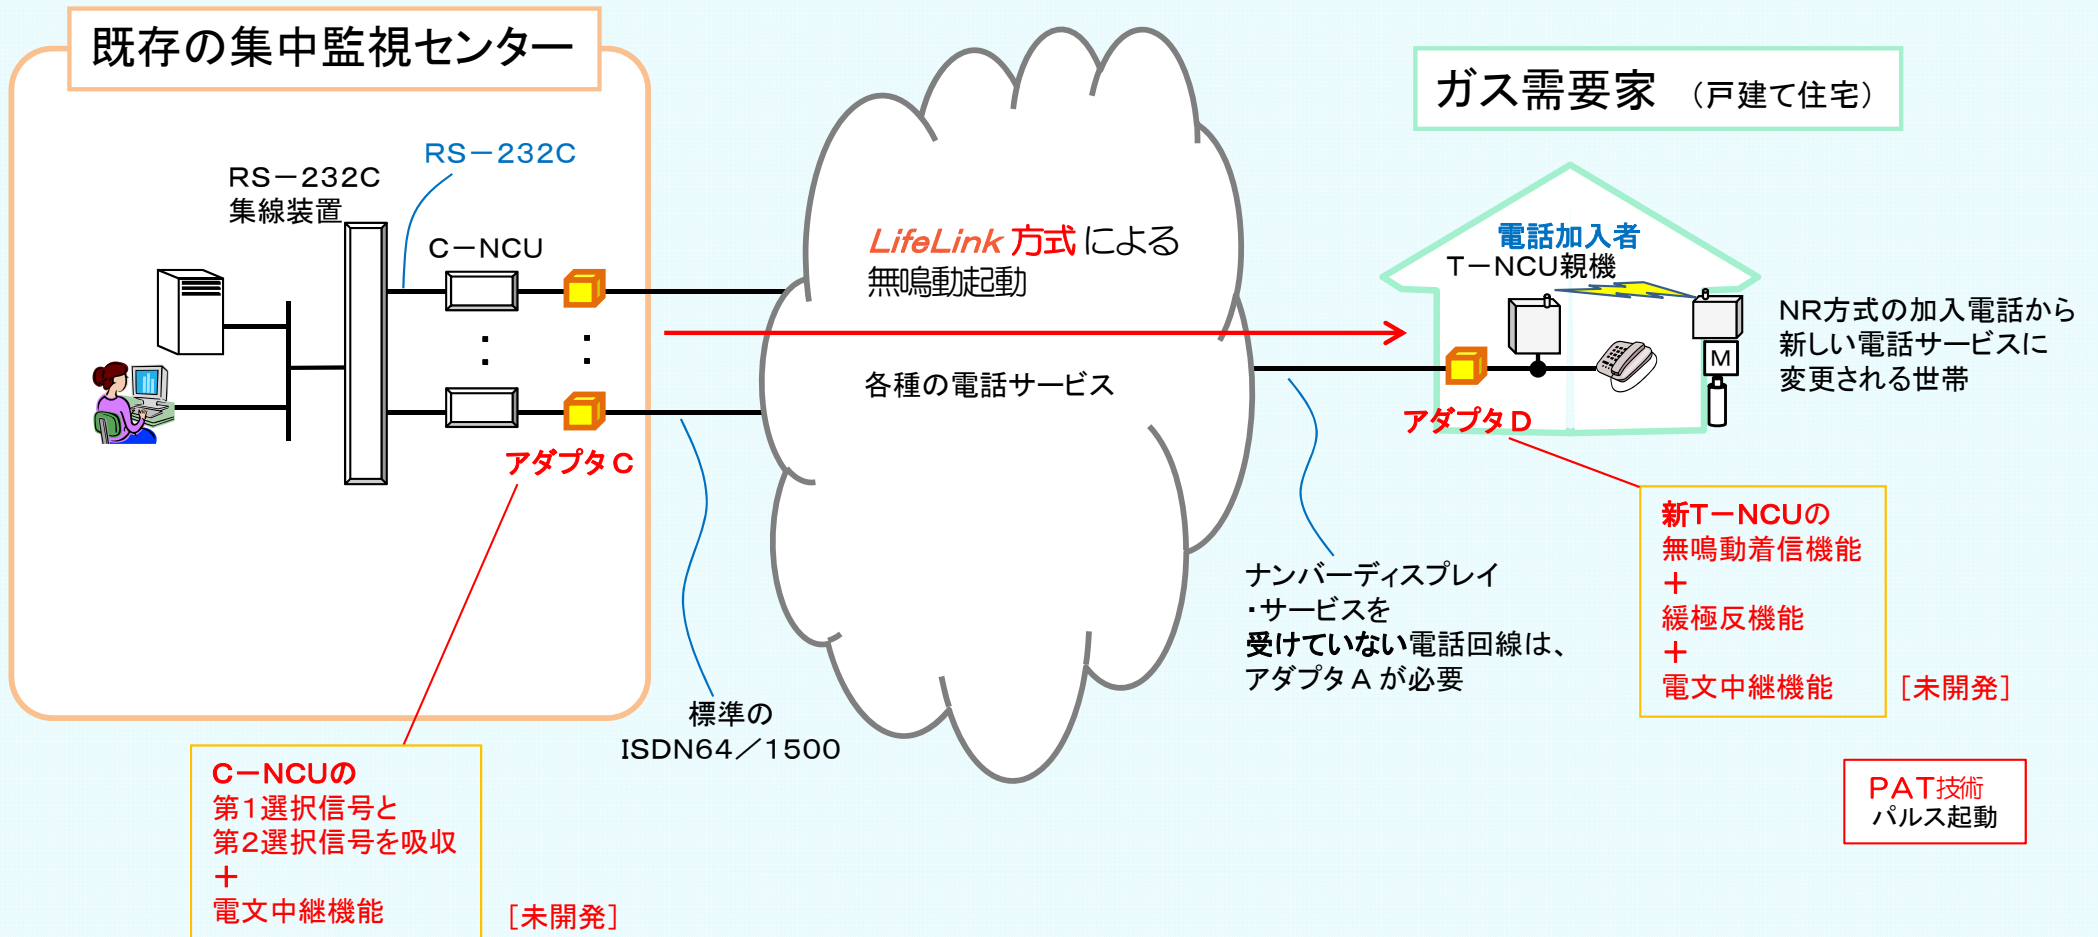 既存の集中監視センター
RS－232C
RS－232C
集線装置
C－NCU
アダプタC
C－NCUの
第1選択信号と
第2選択信号を吸収
＋
電文中継機能
［未開発］
標準の
ISDN64／1500
LifeLink 方式 による
無鳴動起動
各種の電話サービス
ナンバーディスプレイ
・サービスを
受けていない電話回線は、
アダプタA が必要
ガス需要家 （戸建て住宅）
電話加入者
T－NCU親機
M
アダプタD
NR方式の加入電話から
新しい電話サービスに
変更される世帯
新T－NCUの
無鳴動着信機能
＋
緩極反機能
＋
電文中継機能
［未開発］
PAT技術
パルス起動